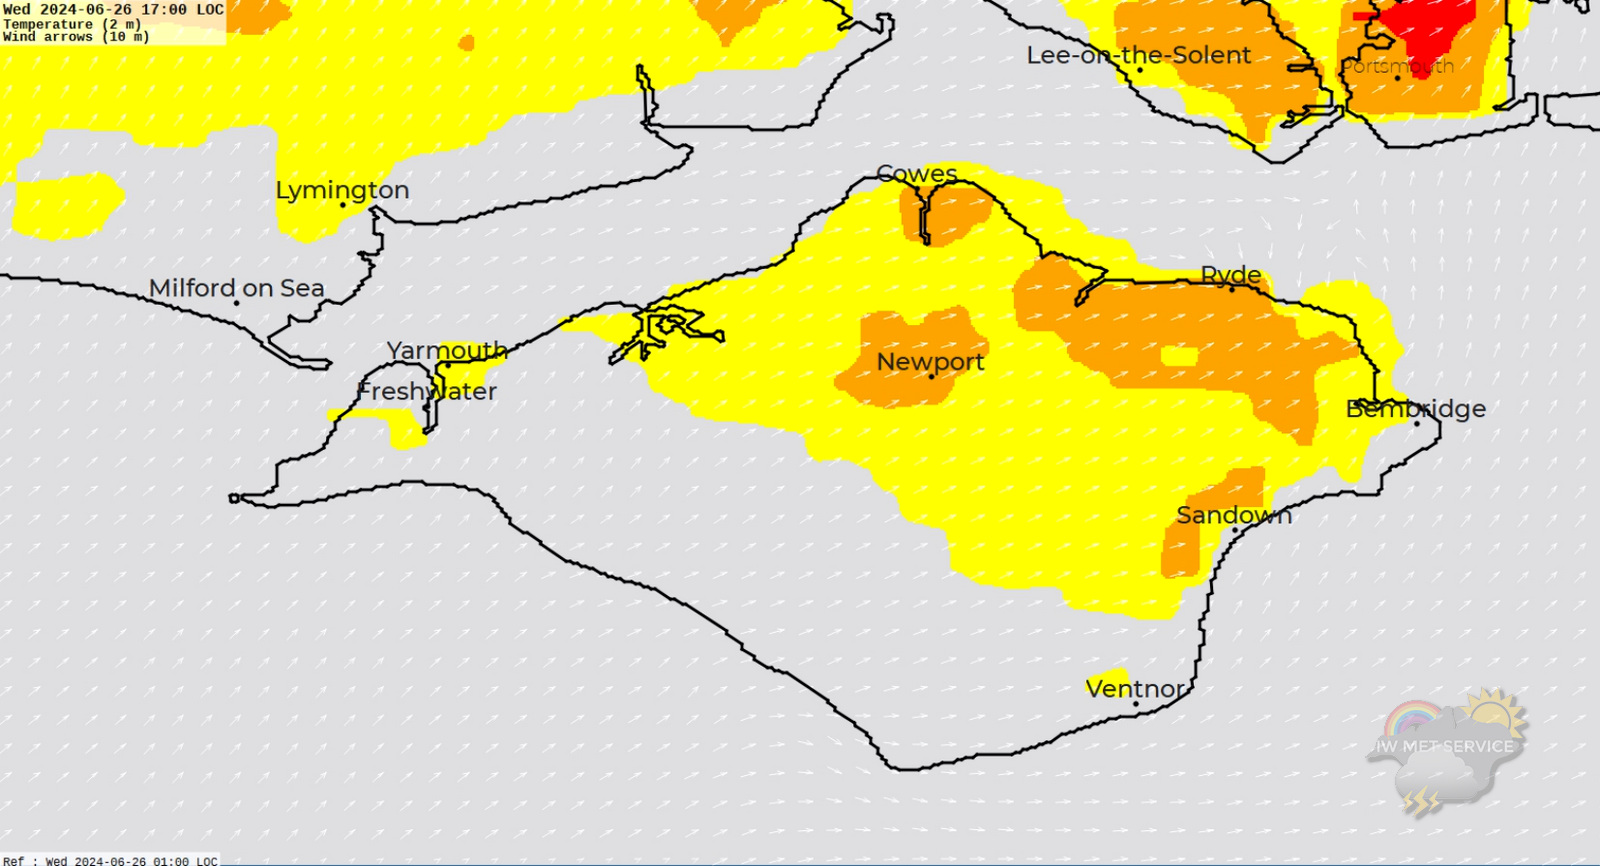 Wed 2024-06-26 17:00 LOC
Temperature (2 m)
Wind arrows (10 m)
Lee-on-the-Solent
Portsmouth
Cowes
Lymington
Ryde
Milford on Sea
Yarmouth
Newport
Freshwater
Bembridge
Sandown
Ventnor
IW MET SERVICE
Ref : Wed 2024-06-26 01:00 LOC